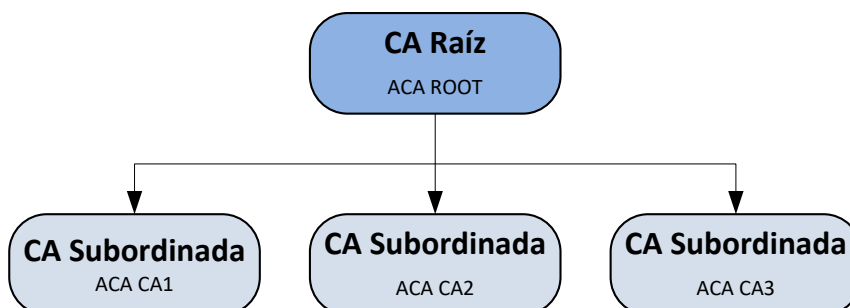 CA Raíz
ACA ROOT
CA Subordinada
ACA CA1
CA Subordinada
ACA CA2
CA Subordinada
ACA CA3